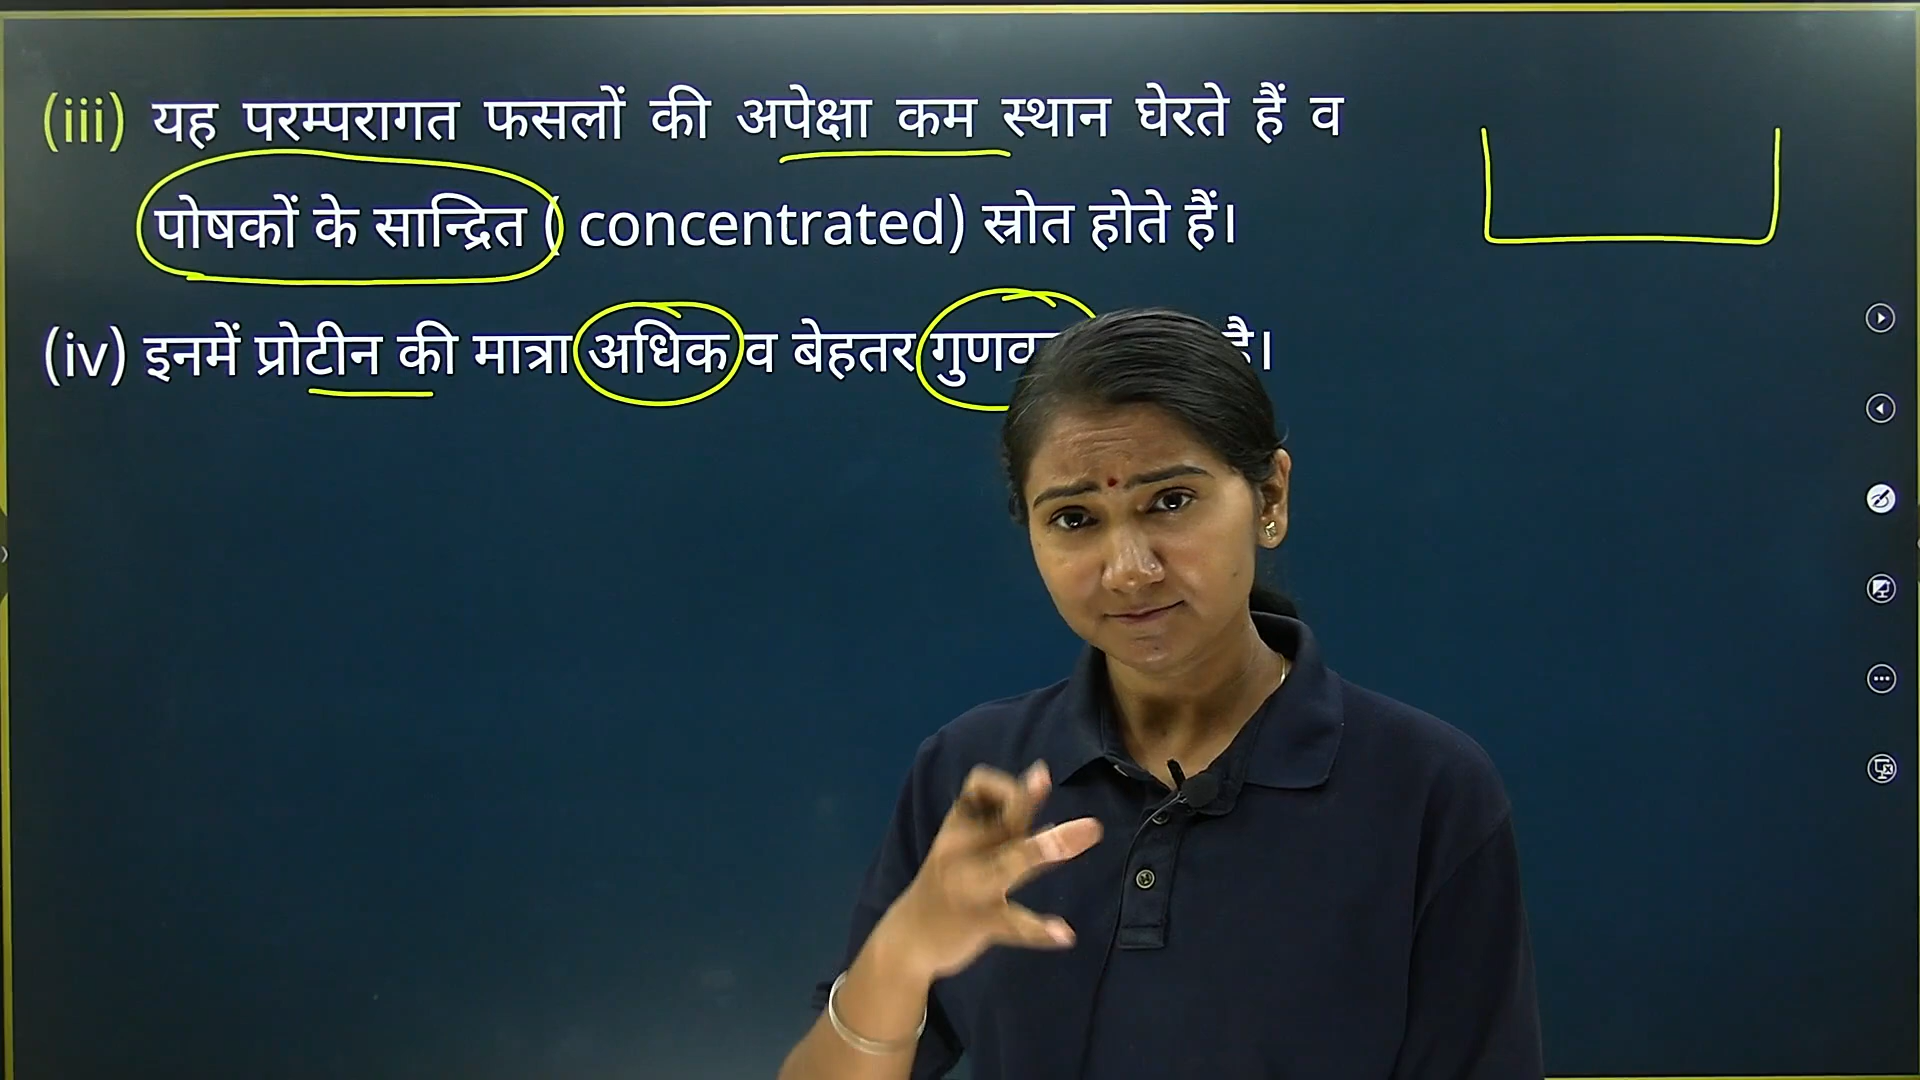 (iii) यह परम्परागत फसलों की अपेक्षा कम स्थान घेरते हैं व
पोषकों के सान्द्रित ( concentrated) स्रोत होते हैं।
(iv) इनमें प्रोटीन की मात्रा अधिक व बेहतर है।